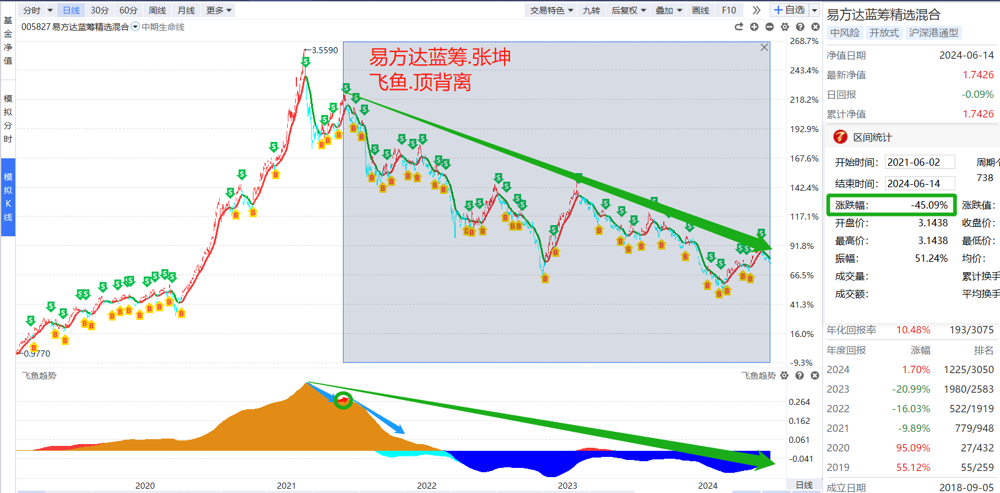 分时 日线 30分 60分 周线 月线 更多 交易特色 九转 后复权 叠加 画线 F10 自选
005827 易方达蓝筹精选混合 中期生命线
基金净值
模拟分时
模拟K线
易方达蓝筹.张坤
飞鱼.顶背离
3.5590
0.9770
268.7%
243.4%
218.2%
192.9%
167.6%
142.4%
117.1%
91.8%
66.5%
41.3%
16.0%
-9.3%
飞鱼趋势 飞鱼趋势
0.264
0.162
0.061
-0.041
2020 2021 2022 2023 2024 日线
易方达蓝筹精选混合
中风险 开放式 沪深港通型
净值日期 2024-06-14
最新净值 1.7426
日回报 -0.09%
累计净值 1.7426
区间统计
开始时间: 2021-06-02 周期个
结束时间: 2024-06-14 738
涨跌幅: -45.09% 涨跌值:
开盘价: 3.1438 收盘价:
最高价: 3.1438 最低价:
振幅: 51.24% 均价:
成交量: 累计换手
成交额: 平均换手
年化回报率 10.48% 193/3075
年度回报 涨幅 排名
2024 1.70% 1225/3050
2023 -20.99% 1980/2583
2022 -16.03% 522/1919
2021 -9.89% 779/948
2020 95.09% 27/432
2019 55.12% 55/259
成立日期 2018-09-05